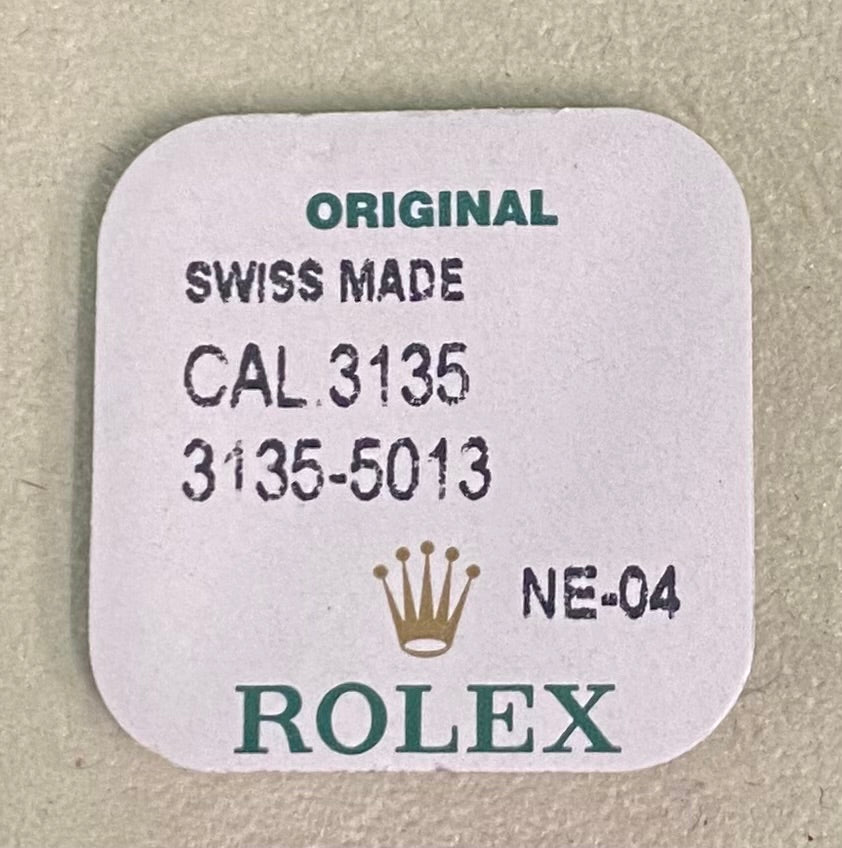 ORIGINAL
SWISS MADE
CAL.3135
3135-5013
NE-04
ROLEX